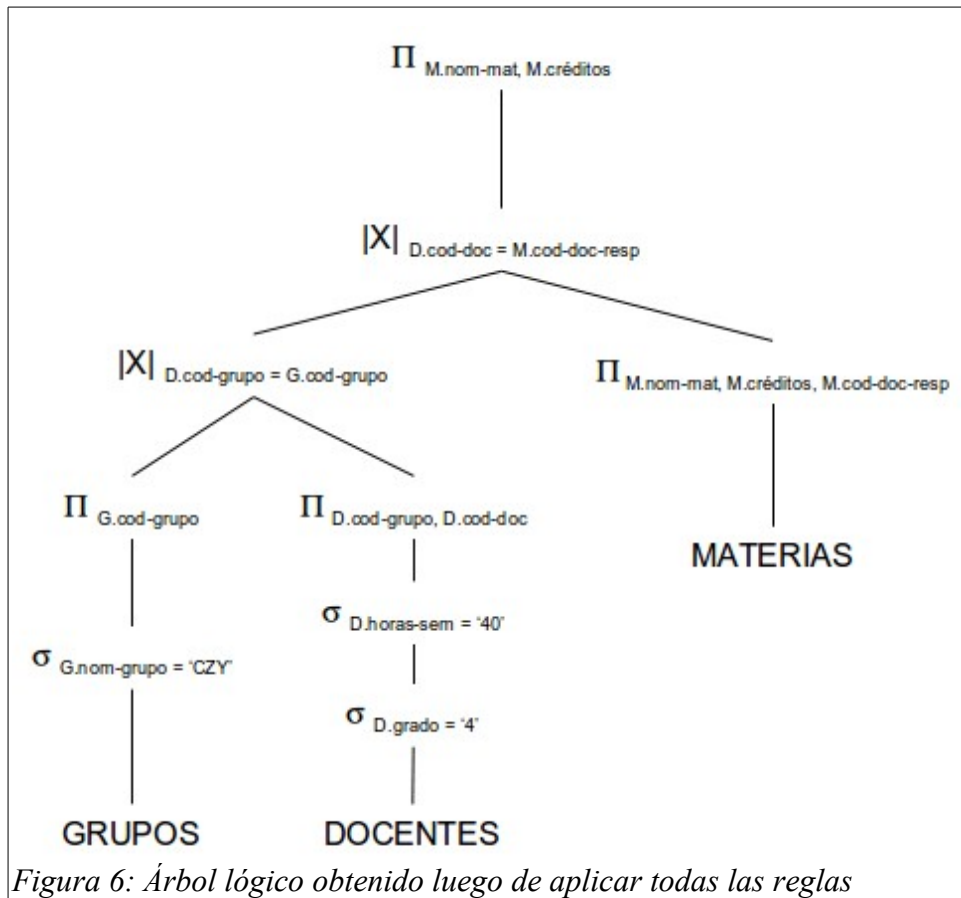 Π M.nom-mat, M.créditos
|X| D.cod-doc = M.cod-doc-resp
|X| D.cod-grupo = G.cod-grupo
Π M.nom-mat, M.créditos, M.cod-doc-resp
Π G.cod-grupo
Π D.cod-grupo, D.cod-doc
MATERIAS
σ D.horas-sem = '40'
σ G.nom-grupo = 'CZY'
σ D.grado = '4'
GRUPOS
DOCENTES
Figura 6: Árbol lógico obtenido luego de aplicar todas las reglas